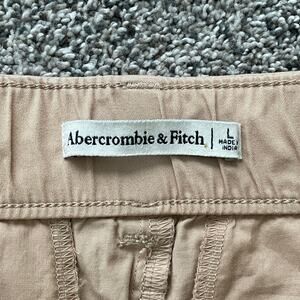 Abercrombie & Fitch
L
MADE IN
INDIA